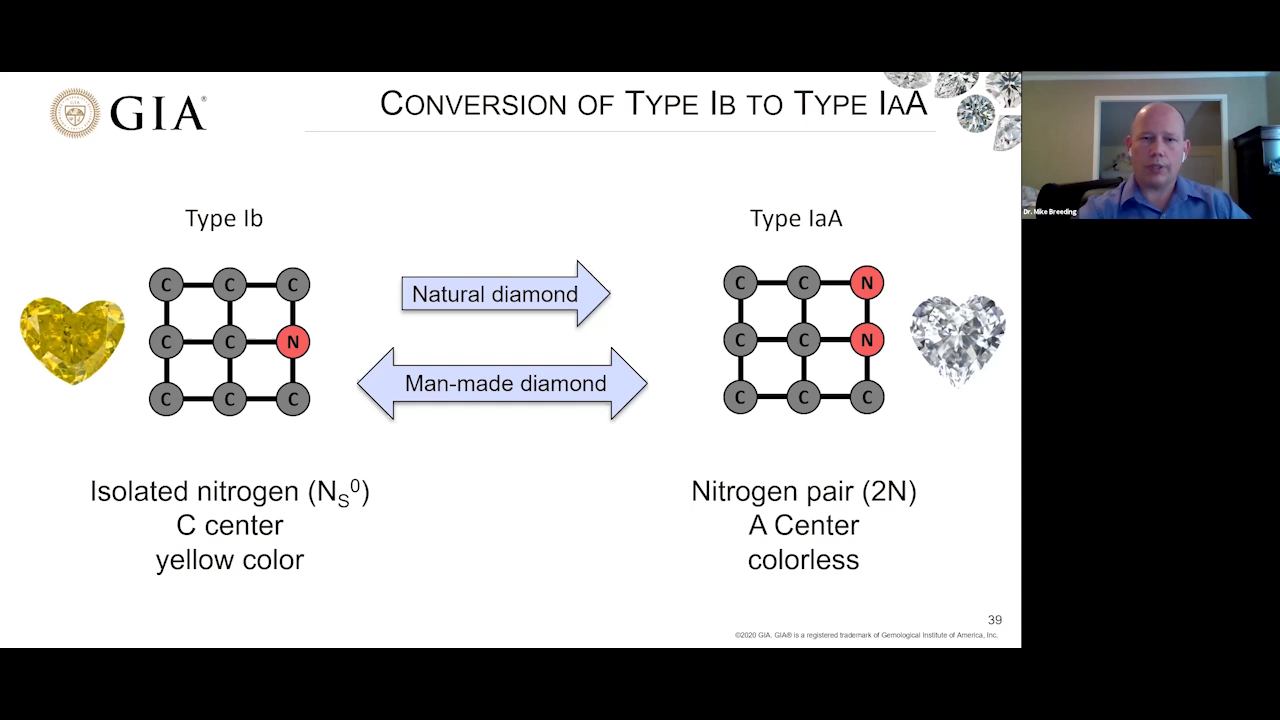 GIA®
CONVERSION OF TYPE IB TO TYPE IAA
Type Ib
Type IaA
C C C
C C N
C C C
Natural diamond
Man-made diamond
C C N
C C N
C C C
Isolated nitrogen (Nₛ⁰)
C center
yellow color
Nitrogen pair (2N)
A Center
colorless
39
©2020 GIA. GIA® is a registered trademark of Gemological Institute of America, Inc.
Dr. Mike Breeding